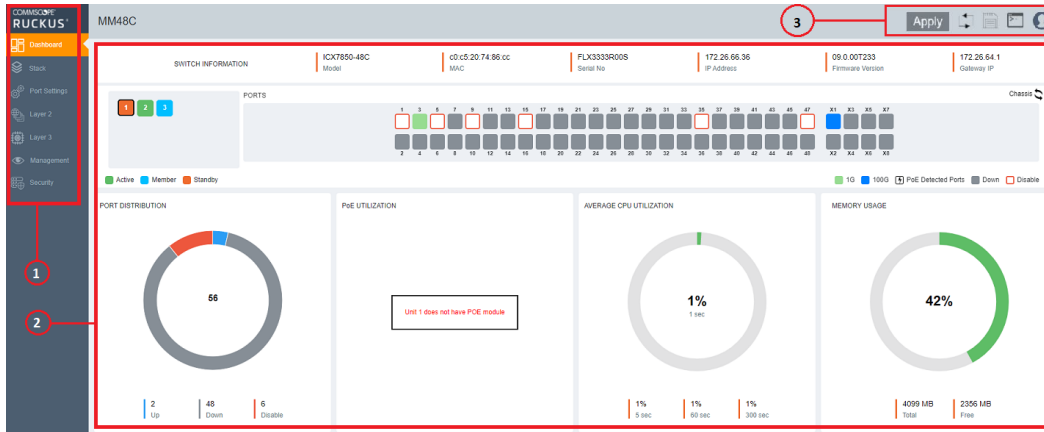 COMMSCOPE®
RUCKUS®
MM48C
3
Apply
Dashboard
Stack
Port Settings
Layer 2
Layer 3
Management
Security
1
2
SWITCH INFORMATION
ICX7850-48C
Model
c0:c5:20:74:86:cc
MAC
FLX3333R00S
Serial No
172.26.66.36
IP Address
09.0.00T233
Firmware Version
172.26.64.1
Gateway IP
1 2 3
PORTS
Chassis
1 3 5 7 9 11 13 15 17 19 21 23 25 27 29 31 33 35 37 39 41 43 45 47 X1 X3 X5 X7
2 4 6 8 10 12 14 16 18 20 22 24 26 28 30 32 34 36 38 40 42 44 46 48 X2 X4 X6 X8
Active Member Standby
1G 100G PoE Detected Ports Down Disable
PORT DISTRIBUTION
56
2
Up
48
Down
6
Disable
PoE UTILIZATION
Unit 1 does not have POE module
AVERAGE CPU UTILIZATION
1%
1 sec
1%
5 sec
1%
60 sec
1%
300 sec
MEMORY USAGE
42%
4099 MB
Total
2356 MB
Free